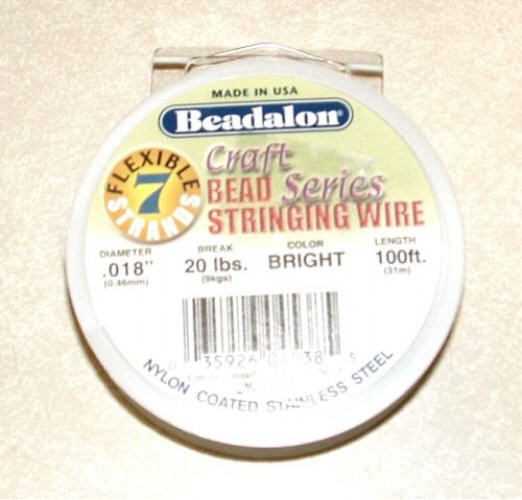 MADE IN USA
Beadalon®
FLEXIBLE
7
STRANDS
Craft
BEAD Series
STRINGING WIRE
DIAMETER BREAK COLOR LENGTH
.018" 20 lbs. BRIGHT 100ft.
(0.46mm) (9kgs) (31m)
NYLON COATED STAINLESS STEEL